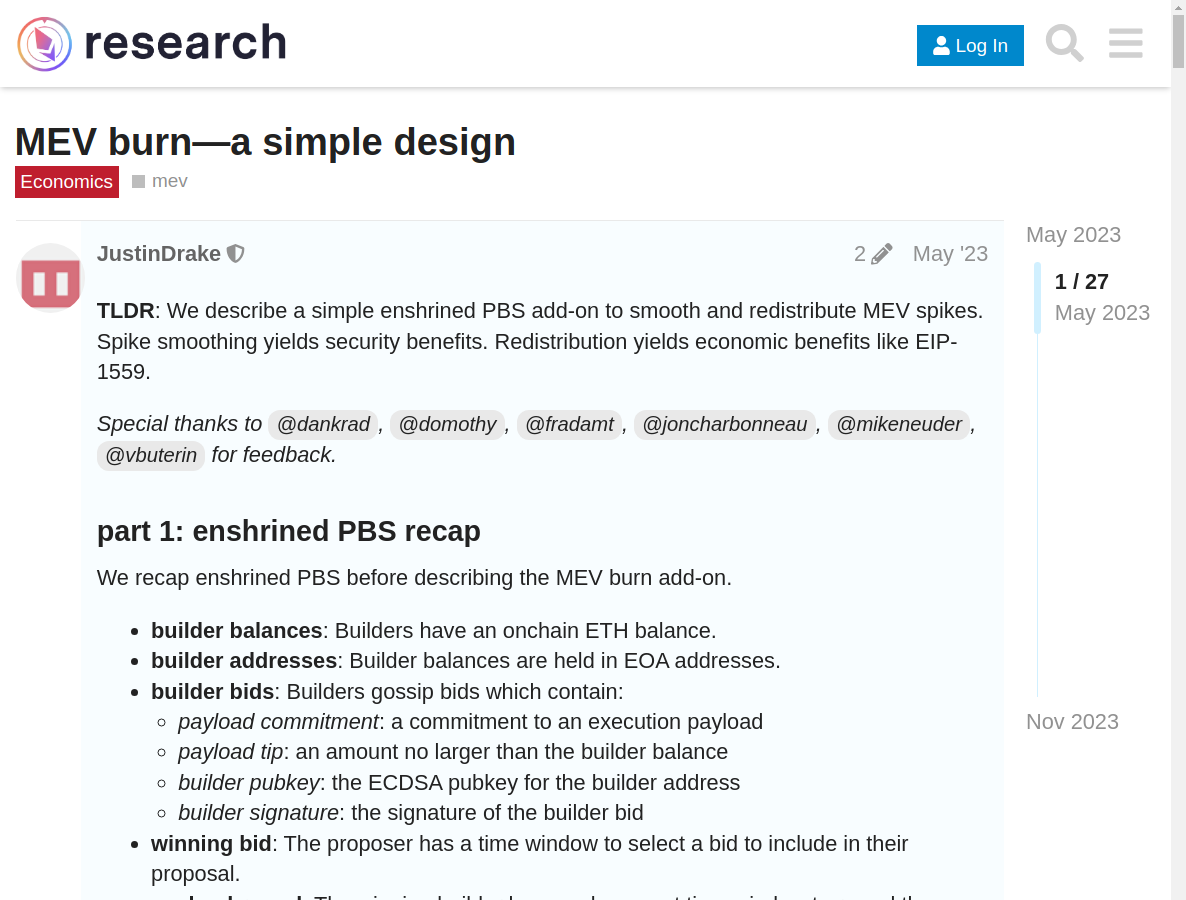 research
Log In
MEV burn—a simple design
Economics
mev
JustinDrake
2
May '23
TLDR: We describe a simple enshrined PBS add-on to smooth and redistribute MEV spikes.
Spike smoothing yields security benefits. Redistribution yields economic benefits like EIP-
1559.
Special thanks to @dankrad, @domothy, @fradamt, @joncharbonneau, @mikeneuder,
@vbuterin for feedback.
part 1: enshrined PBS recap
We recap enshrined PBS before describing the MEV burn add-on.
builder balances: Builders have an onchain ETH balance.
builder addresses: Builder balances are held in EOA addresses.
builder bids: Builders gossip bids which contain:
payload commitment: a commitment to an execution payload
payload tip: an amount no larger than the builder balance
builder pubkey: the ECDSA pubkey for the builder address
builder signature: the signature of the builder bid
winning bid: The proposer has a time window to select a bid to include in their
proposal.
May 2023
1 / 27
May 2023
Nov 2023